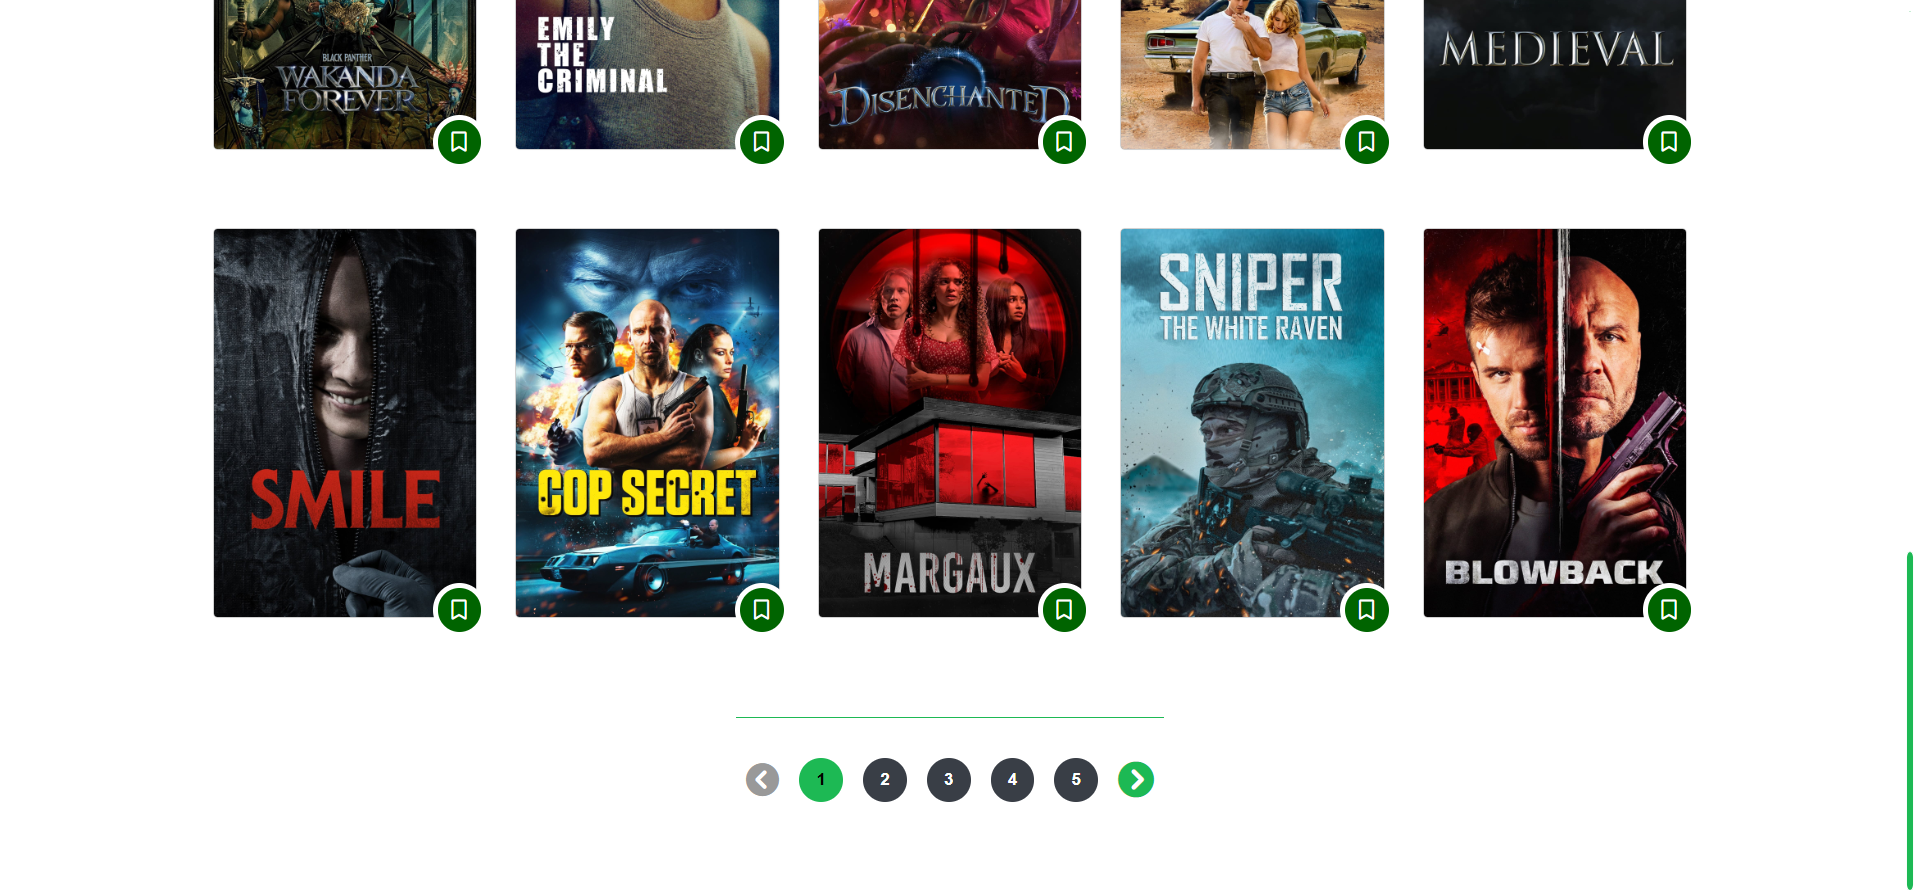 BLACK PANTHER
WAKANDA
FOREVER
EMILY
THE
CRIMINAL
DISENCHANTED
MEDIEVAL
SMILE
COP SECRET
MARGAUX
SNIPER
THE WHITE RAVEN
BLOWBACK
1 2 3 4 5